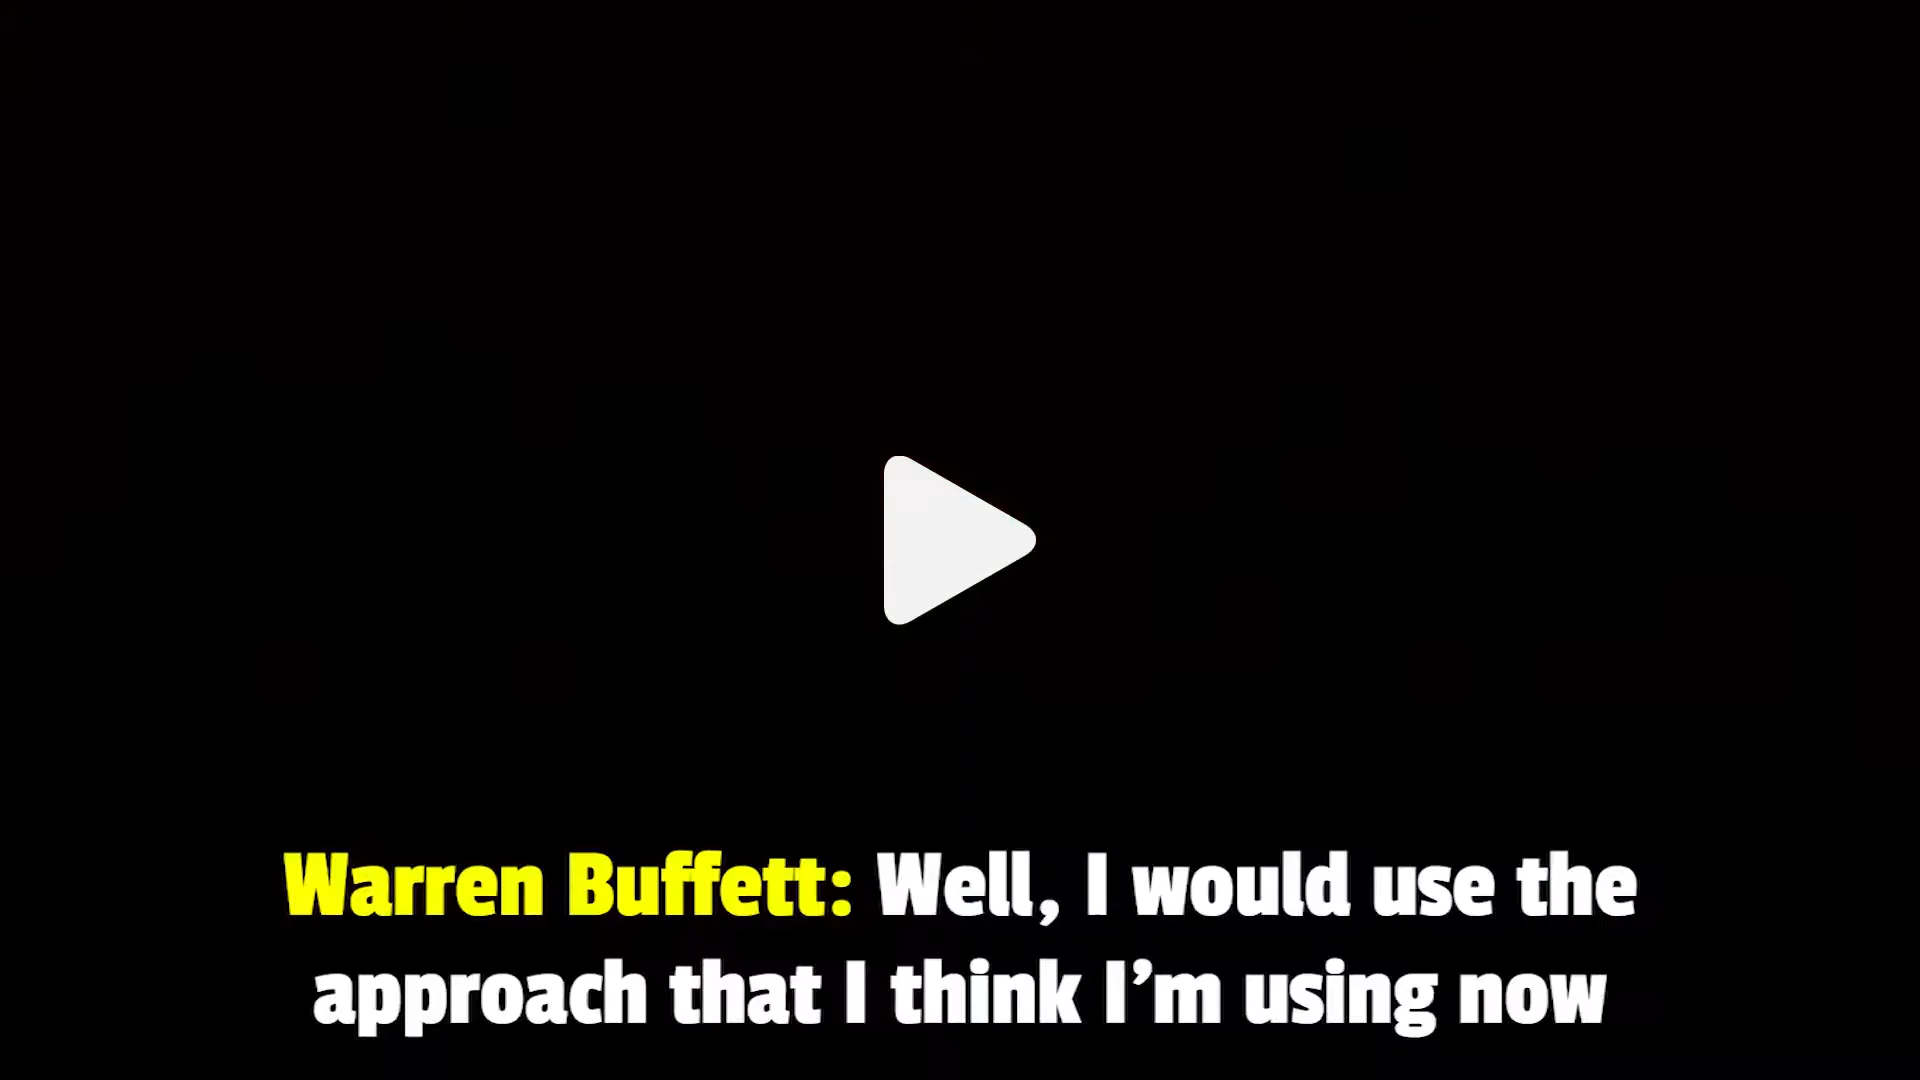 Warren Buffett: Well, I would use the
approach that I think I’m using now